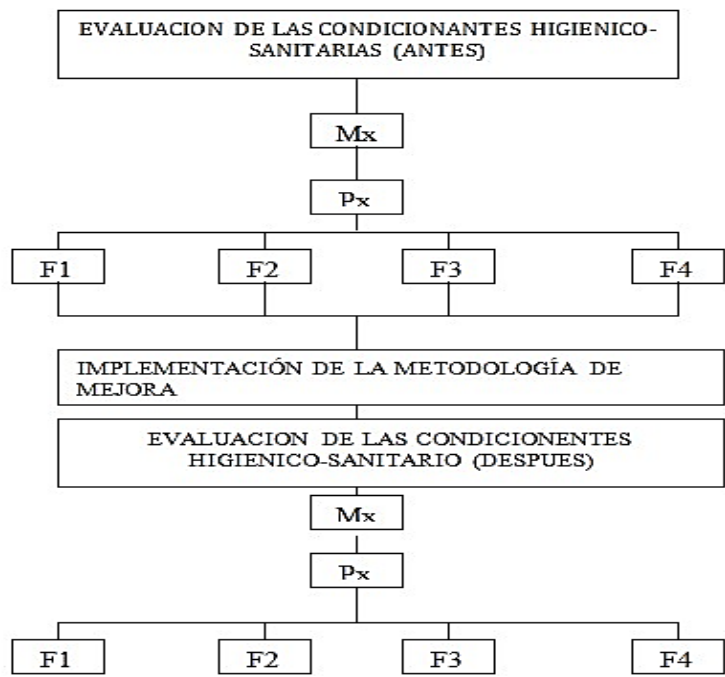 EVALUACION DE LAS CONDICIONANTES HIGIENICO-
SANITARIAS (ANTES)
Mx
Px
F1 F2 F3 F4
IMPLEMENTACIÓN DE LA METODOLOGÍA DE
MEJORA
EVALUACION DE LAS CONDICIONENTES
HIGIENICO-SANITARIO (DESPUES)
Mx
Px
F1 F2 F3 F4